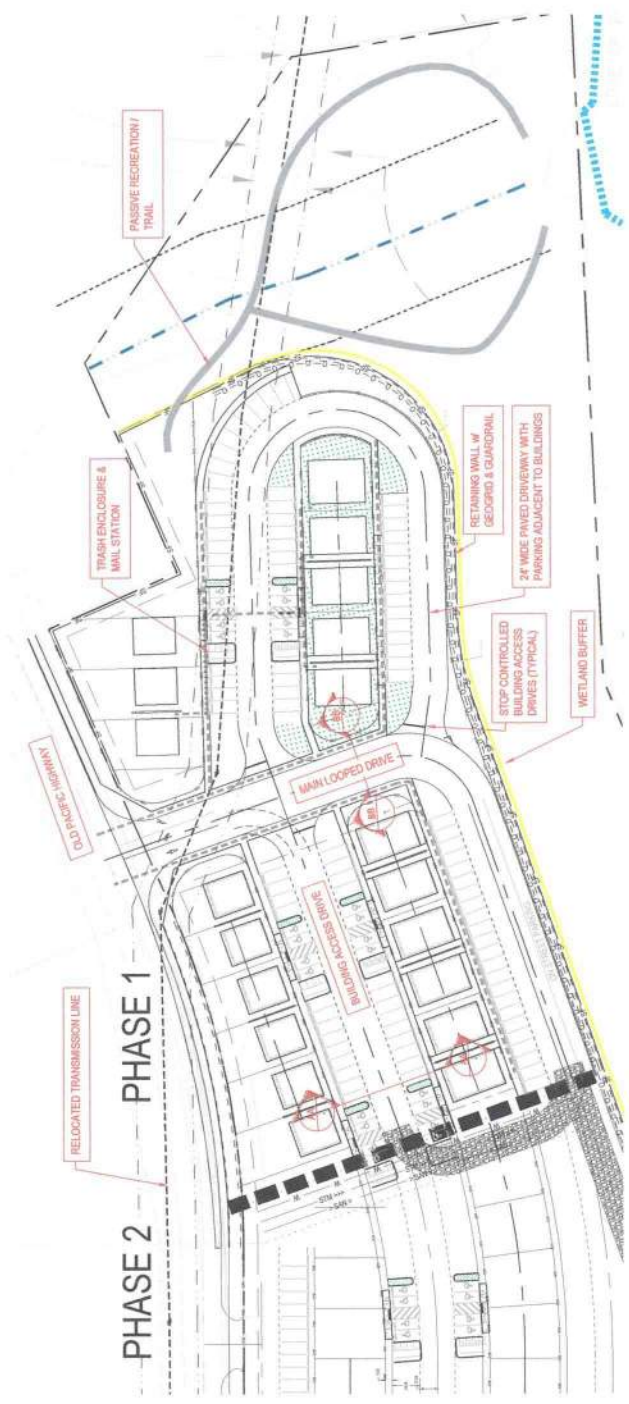 PASSIVE RECREATION /
TRAIL
TRASH ENCLOSURE &
MAIL STATION
OLD PACIFIC HIGHWAY
RELOCATED TRANSMISSION LINE
PHASE 2
PHASE 1
MAIN LOOPED DRIVE
BUILDING ACCESS DRIVE
RETAINING WALL w
GEOGRID & GUARDRAIL
24' WIDE PAVED DRIVEWAY WITH
PARKING ADJACENT TO BUILDINGS
STOP CONTROLLED
BUILDING ACCESS
DRIVES (TYPICAL)
WETLAND BUFFER